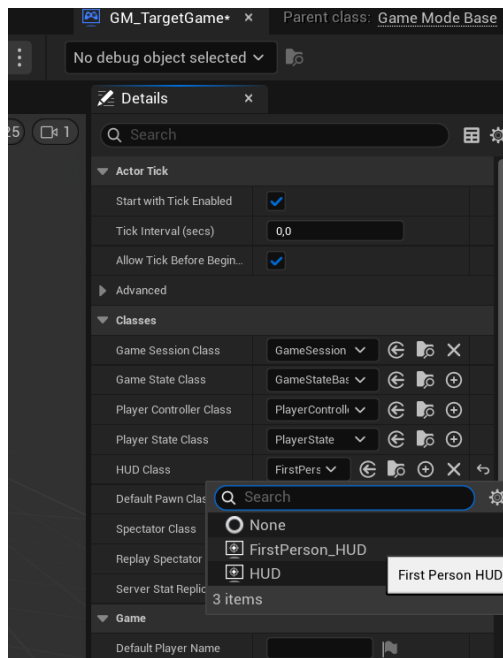 GM_TargetGame* × Parent class: Game Mode Base
No debug object selected
Details ×
25 1
Search
Actor Tick
Start with Tick Enabled
Tick Interval (secs) 0,0
Allow Tick Before Begin...
Advanced
Classes
Game Session Class GameSession
Game State Class GameStateBas
Player Controller Class PlayerControll
Player State Class PlayerState
HUD Class FirstPers
Default Pawn Clas
Search
Spectator Class
None
Replay Spectator
FirstPerson_HUD
HUD
First Person HUD
Server Stat Replic
3 items
Game
Default Player Name